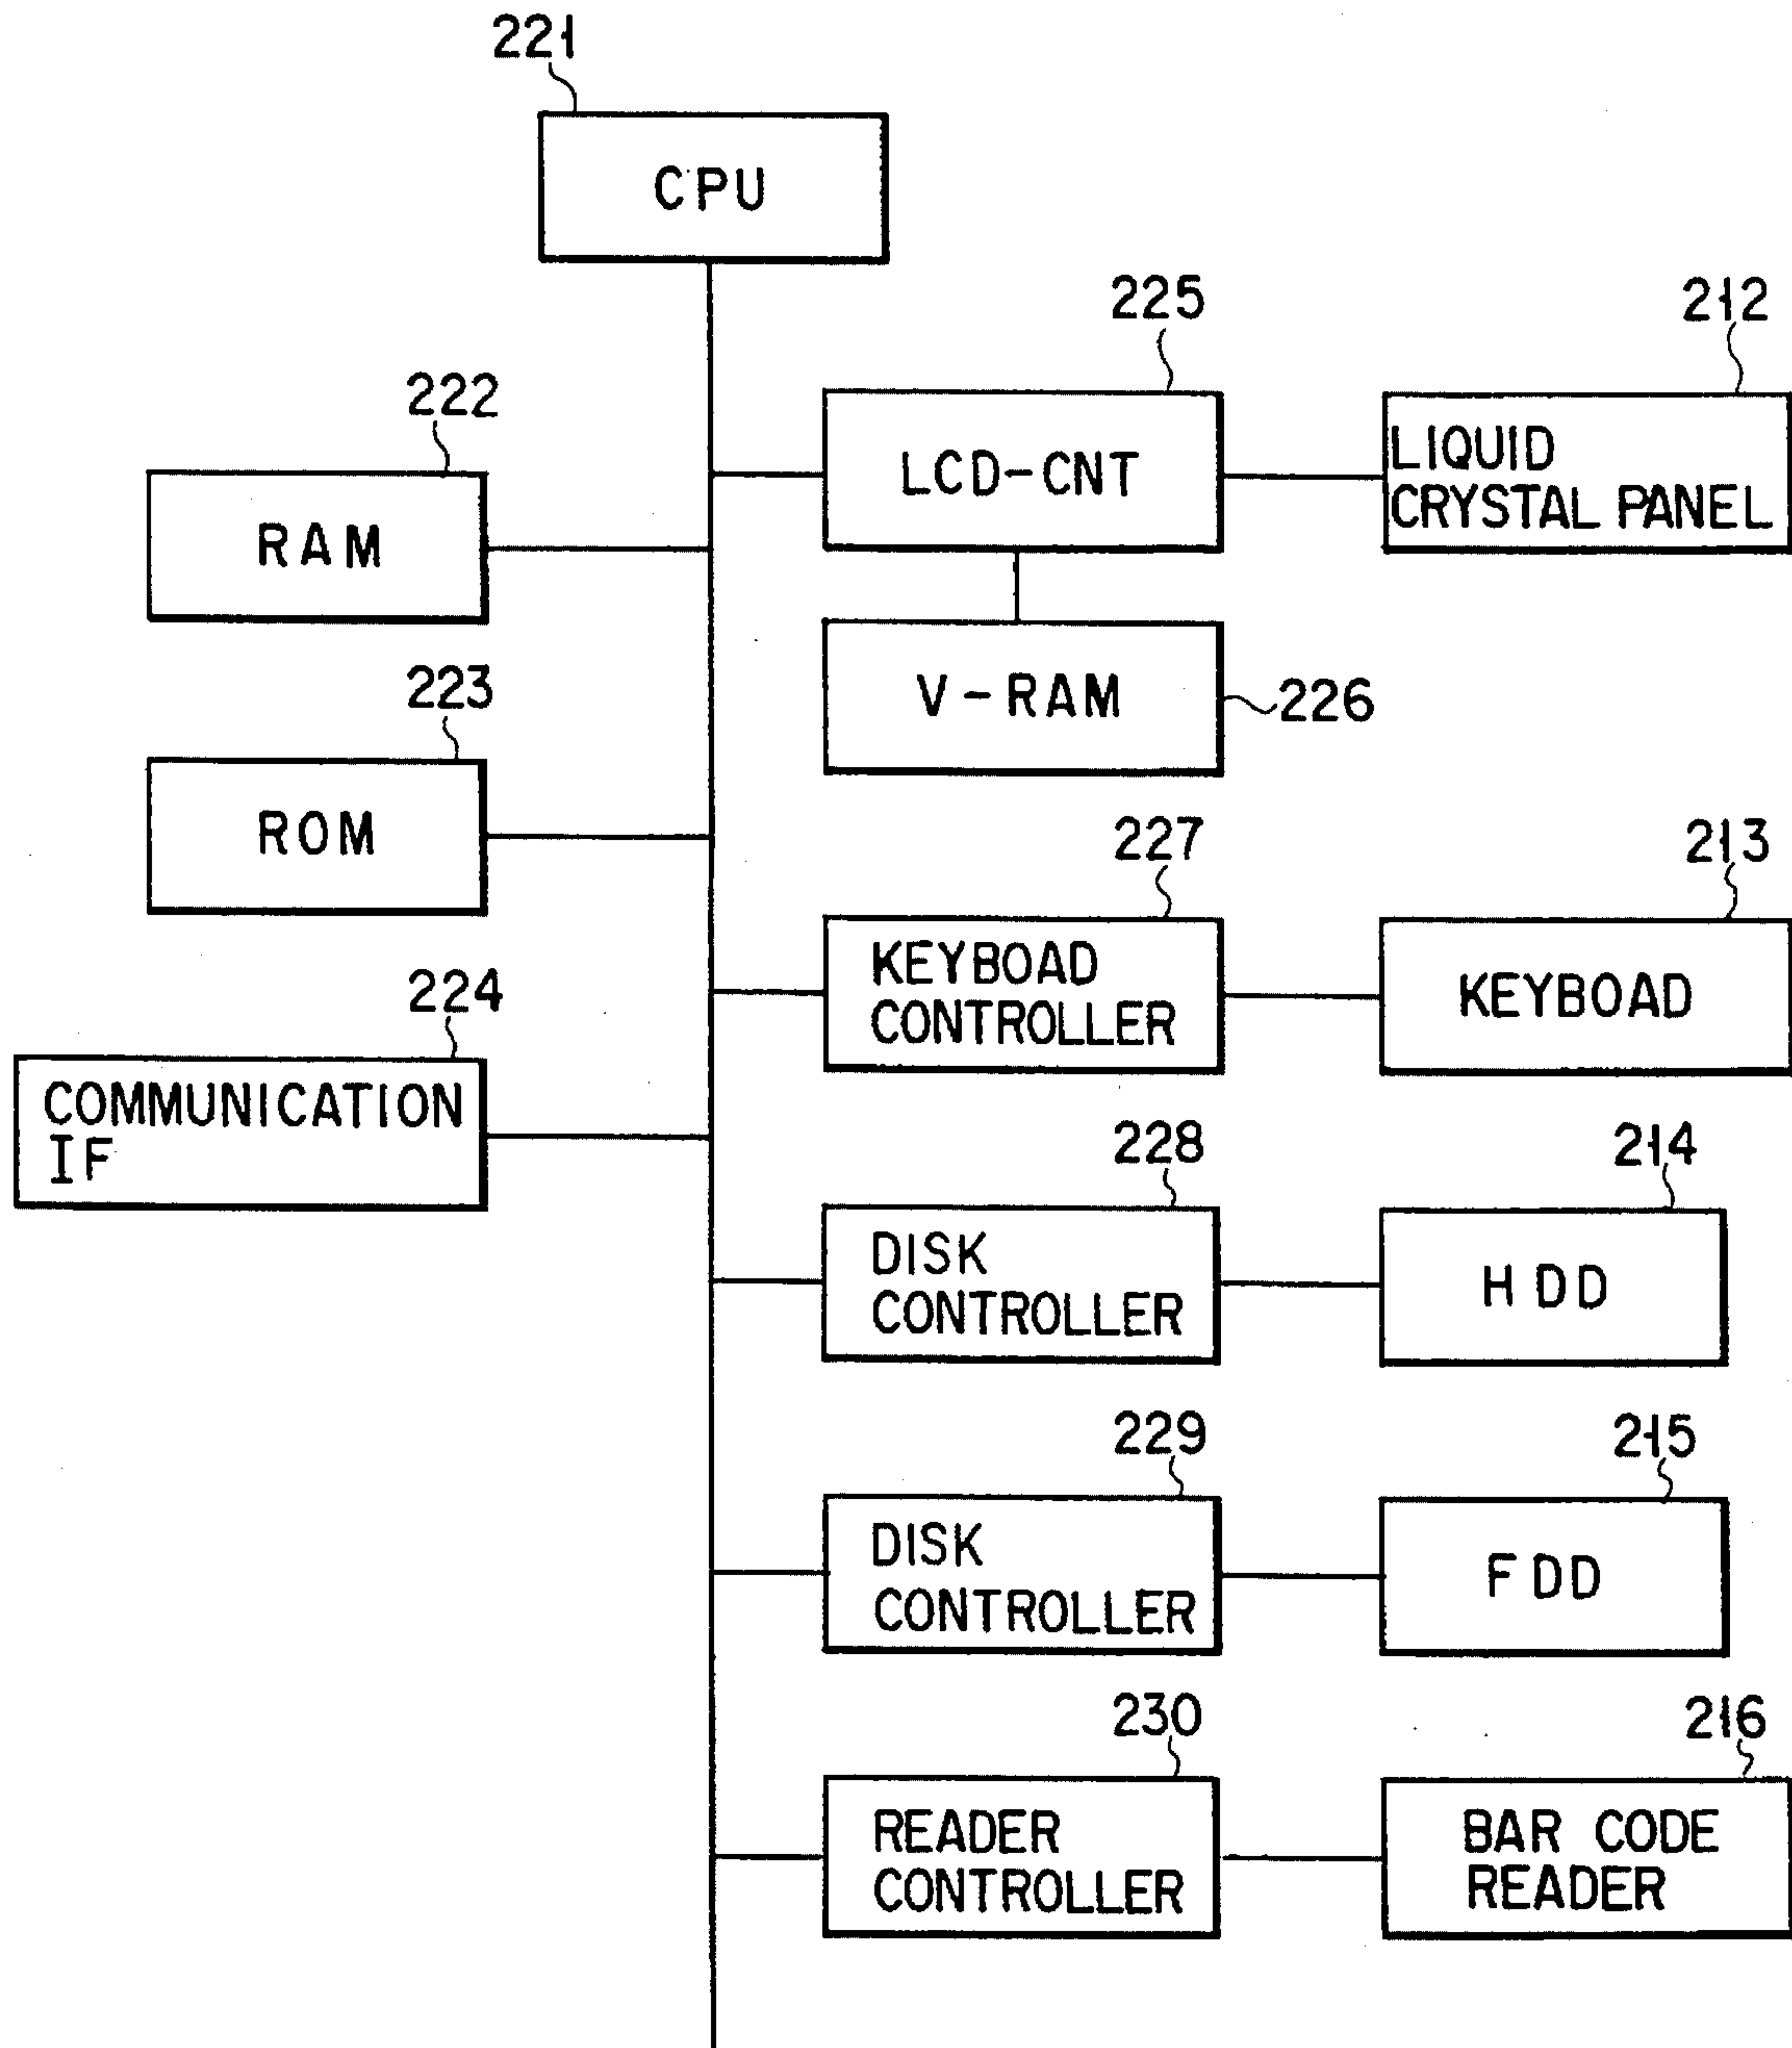 221
CPU
225
212
222
LCD-CNT
LIQUID
CRYSTAL PANEL
RAM
223
V-RAM
226
ROM
227
213
KEYBOAD
CONTROLLER
KEYBOAD
224
COMMUNICATION
IF
228
214
DISK
CONTROLLER
HDD
229
215
DISK
CONTROLLER
FDD
230
216
READER
CONTROLLER
BAR CODE
READER